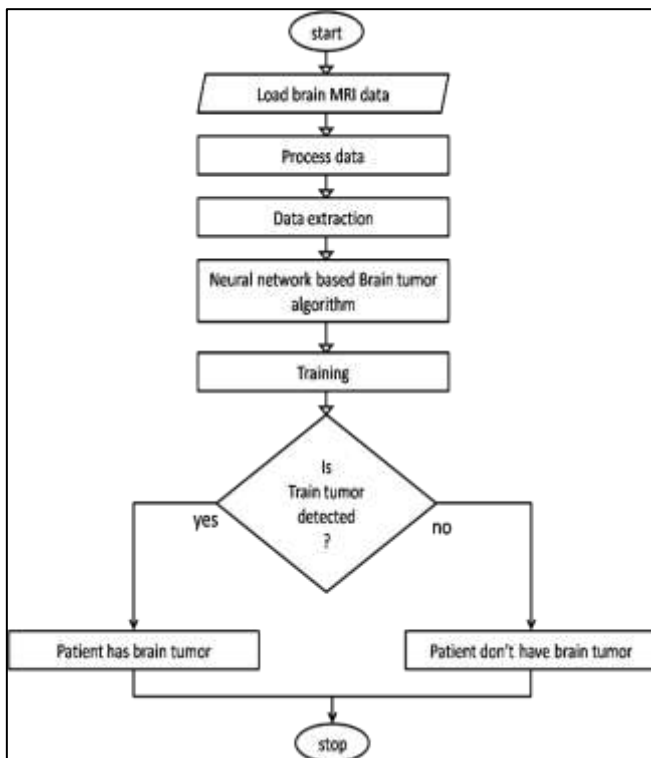 start
Load brain MRI data
Process data
Data extraction
Neural network based Brain tumor
algorithm
Training
Is
Train tumor
detected
?
yes
no
Patient has brain tumor
Patient don't have brain tumor
stop